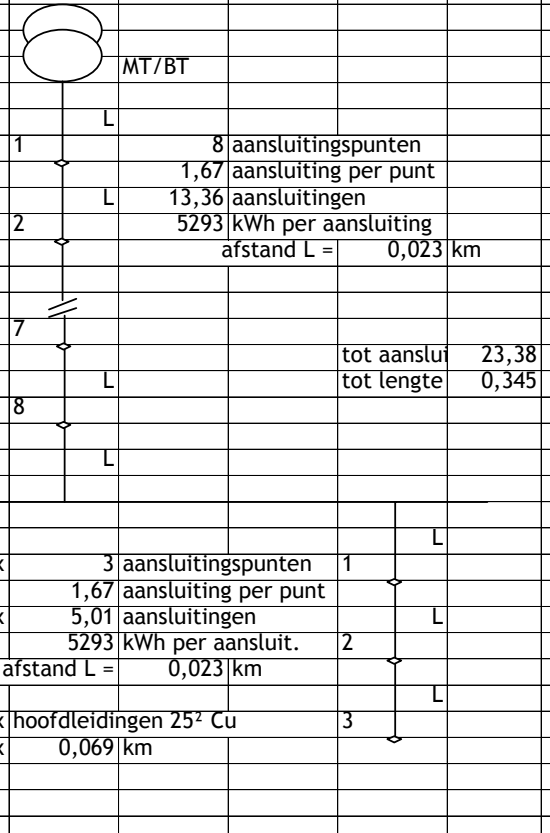 MT/BT
L
1 8 aansluitingspunten
1,67 aansluiting per punt
L 13,36 aansluitingen
2 5293 kWh per aansluiting
afstand L = 0,023 km
7
tot aanslui 23,38
L tot lengte 0,345
8
L
L
x 3 aansluitingspunten 1
1,67 aansluiting per punt
x 5,01 aansluitingen L
5293 kWh per aansluit. 2
afstand L = 0,023 km
L
x hoofdleidingen 25² Cu 3
x 0,069 km